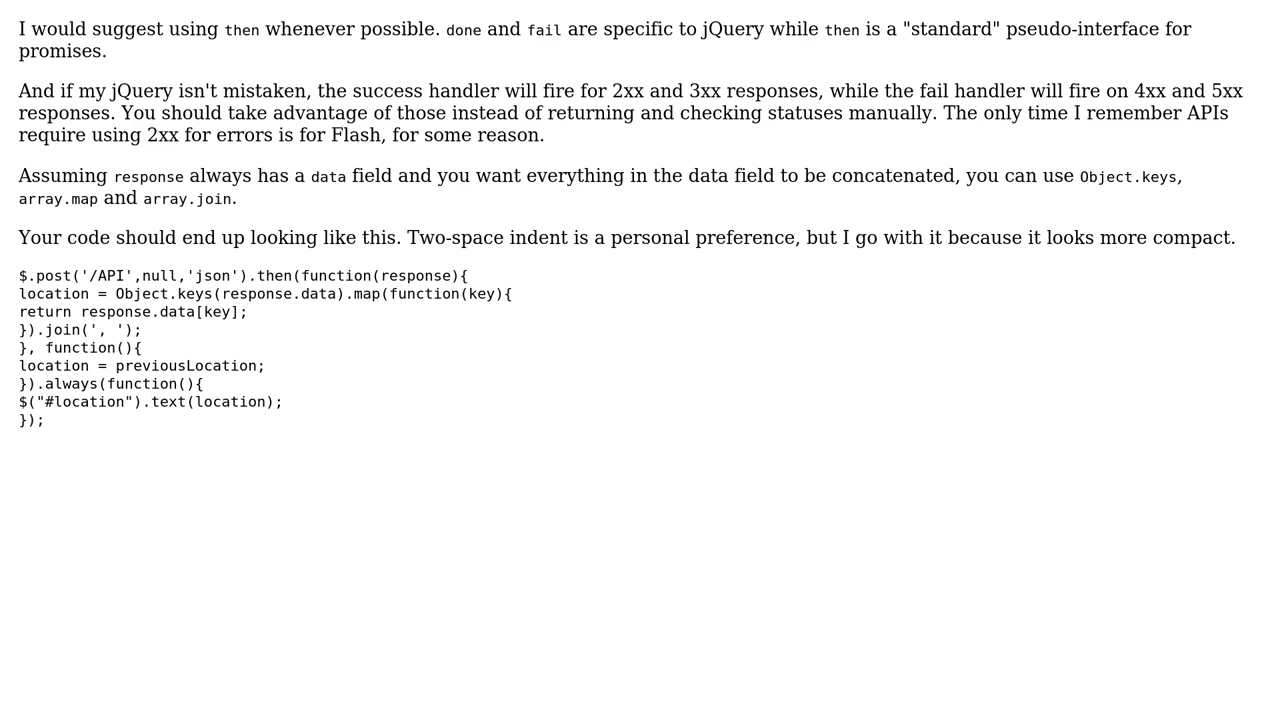 I would suggest using then whenever possible. done and fail are specific to jQuery while then is a "standard" pseudo-interface for
promises.
And if my jQuery isn't mistaken, the success handler will fire for 2xx and 3xx responses, while the fail handler will fire on 4xx and 5xx
responses. You should take advantage of those instead of returning and checking statuses manually. The only time I remember APIs
require using 2xx for errors is for Flash, for some reason.
Assuming response always has a data field and you want everything in the data field to be concatenated, you can use Object.keys,
array.map and array.join.
Your code should end up looking like this. Two-space indent is a personal preference, but I go with it because it looks more compact.
$.post('/API',null,'json').then(function(response){
location = Object.keys(response.data).map(function(key){
return response.data[key];
}).join(', ');
}, function(){
location = previousLocation;
}).always(function(){
$("#location").text(location);
});